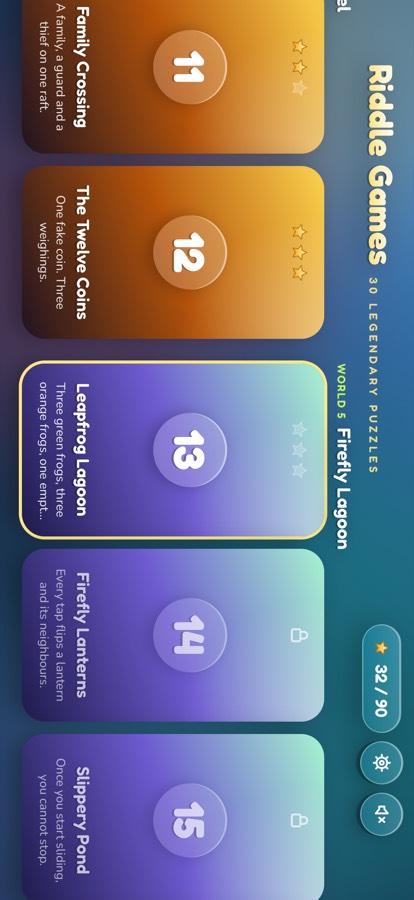 Riddle Games
30 LEGENDARY PUZZLES
32 / 90
el
WORLD 5 Firefly Lagoon
11
Family Crossing
A family, a guard and a
thief on one raft.
12
The Twelve Coins
One fake coin. Three
weighings.
13
Leapfrog Lagoon
Three green frogs, three
orange frogs, one empt...
14
Firefly Lanterns
Every tap flips a lantern
and its neighbours.
15
Slippery Pond
Once you start sliding,
you cannot stop.